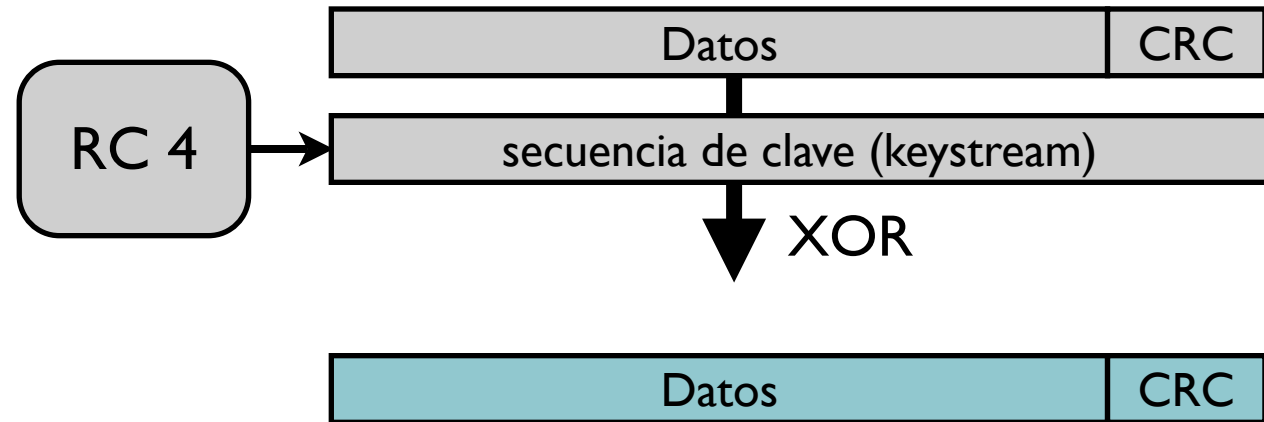 Datos CRC
RC 4
secuencia de clave (keystream)
XOR
Datos CRC